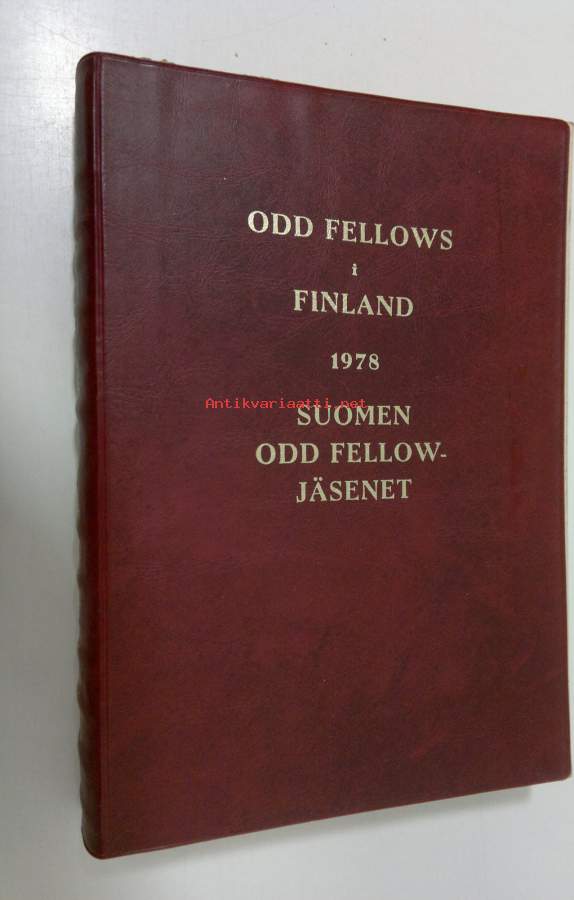 ODD FELLOWS
i
FINLAND
1978
Antikvariaatti.net
SUOMEN
ODD FELLOW-
JÄSENET